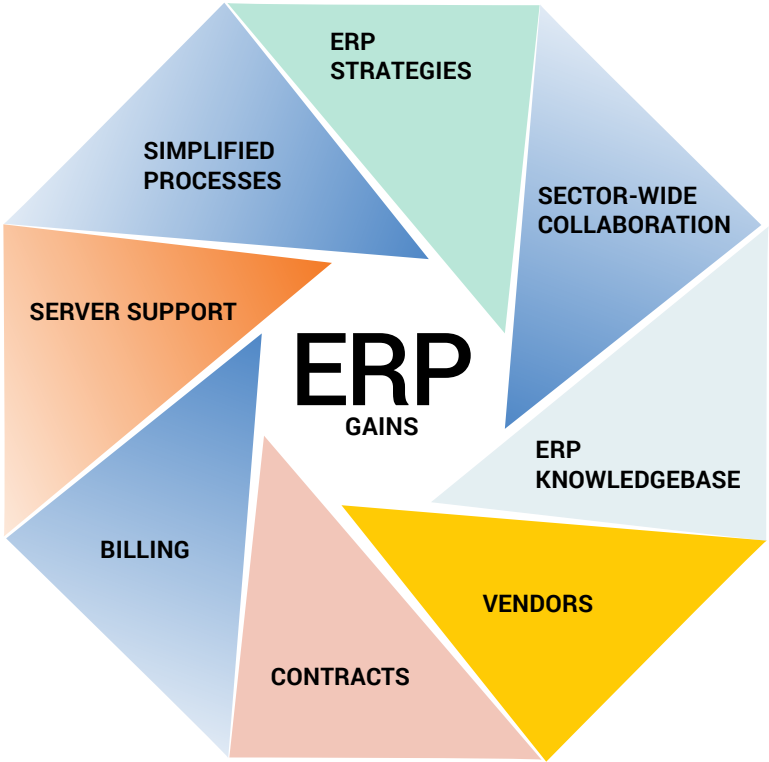 ERP
STRATEGIES
SIMPLIFIED
PROCESSES
SECTOR-WIDE
COLLABORATION
SERVER SUPPORT
ERP
GAINS
ERP
KNOWLEDGEBASE
BILLING
VENDORS
CONTRACTS